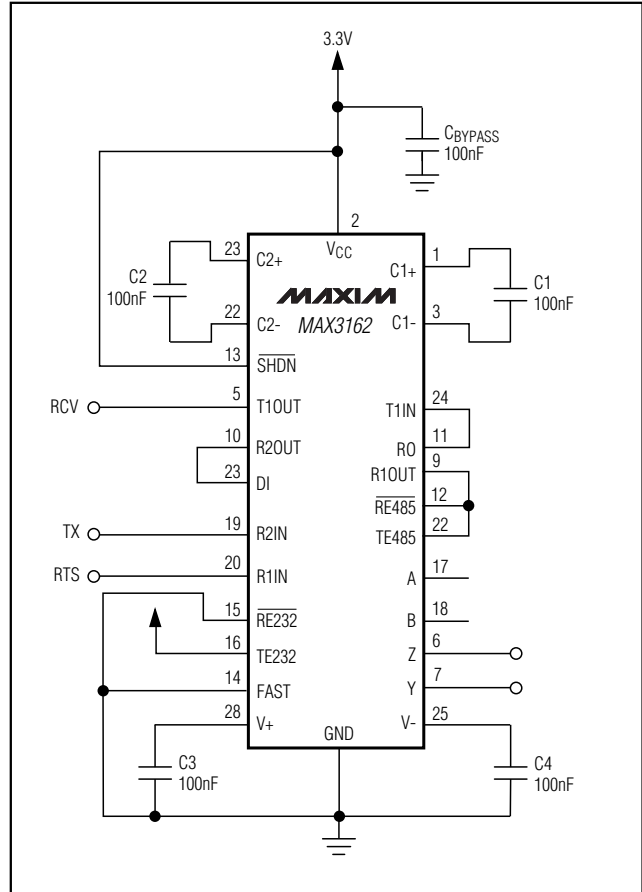 3.3V
CBYPASS
100nF
2
VCC
23
C2+
C2
100nF
22
C2-
1
C1+
C1
100nF
3
C1-
MAXIM
MAX3162
13
SHDN
RCV
5
T1OUT
24
T1IN
10
R2OUT
11
RO
23
DI
9
R1OUT
12
RE485
22
TE485
TX
19
R2IN
RTS
20
R1IN
17
A
18
B
15
RE232
16
TE232
6
Z
14
FAST
7
Y
28
V+
25
V-
GND
C3
100nF
C4
100nF